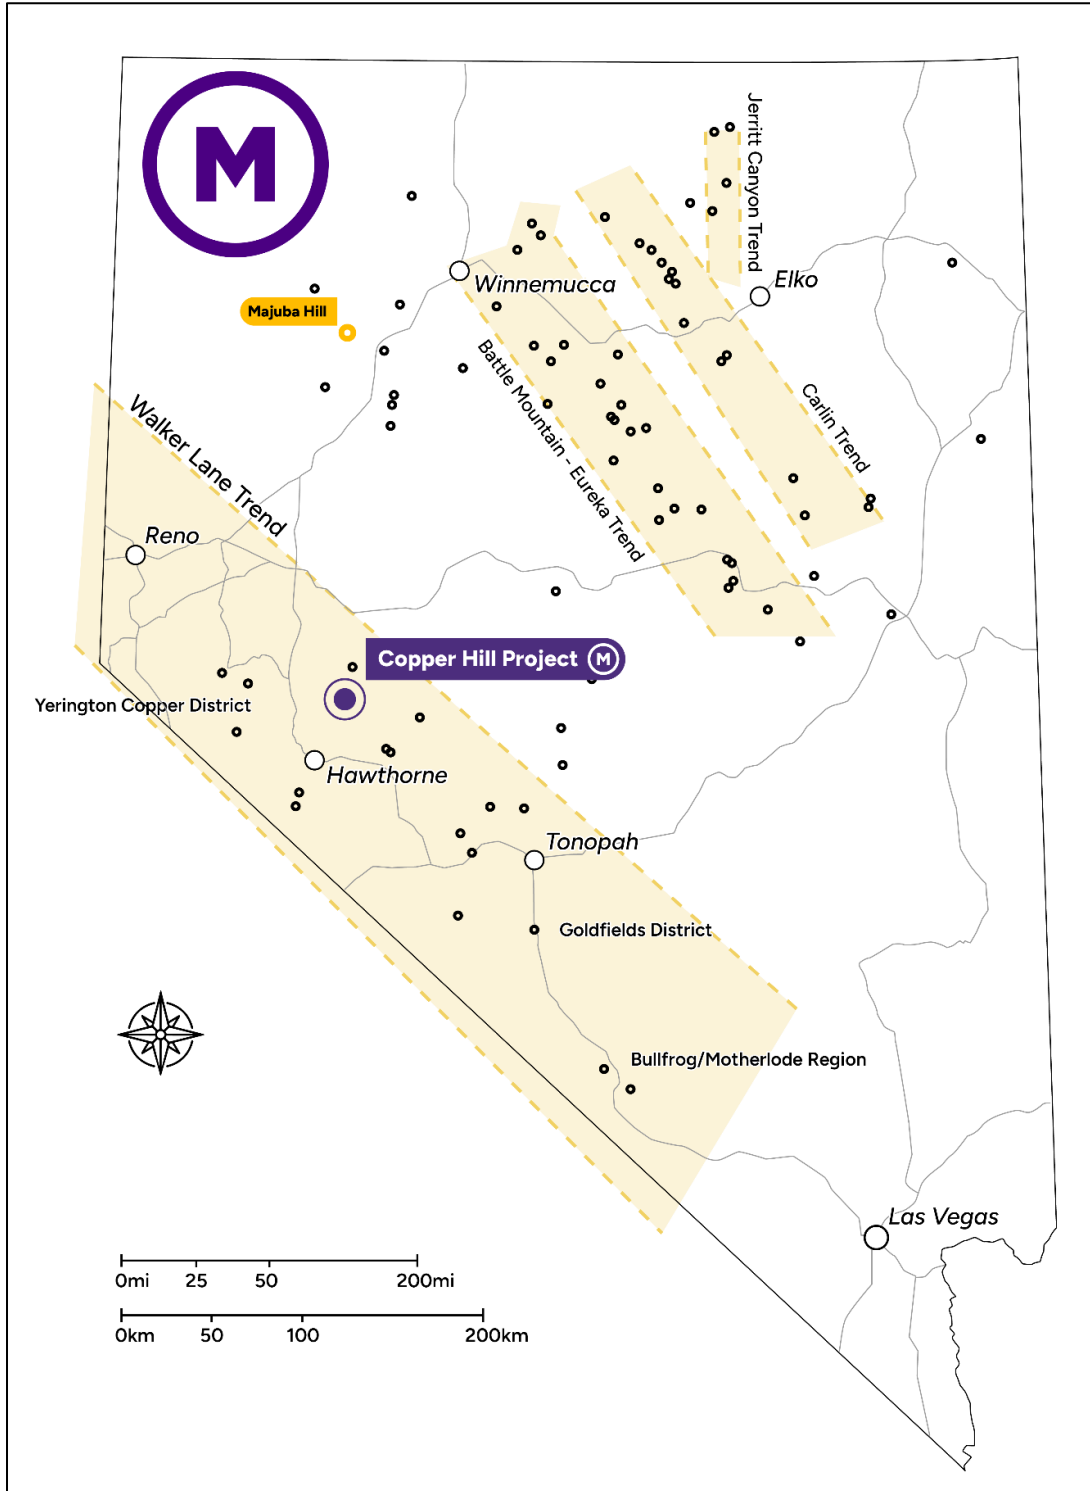 M
Jerritt Canyon Trend
Elko
Winnemucca
Majuba Hill
Battle Mountain - Eureka Trend
Carlin Trend
Walker Lane Trend
Reno
Copper Hill Project M
Yerington Copper District
Hawthorne
Tonopah
Goldfields District
Bullfrog/Motherlode Region
Las Vegas
0mi 25 50 200mi
0km 50 100 200km